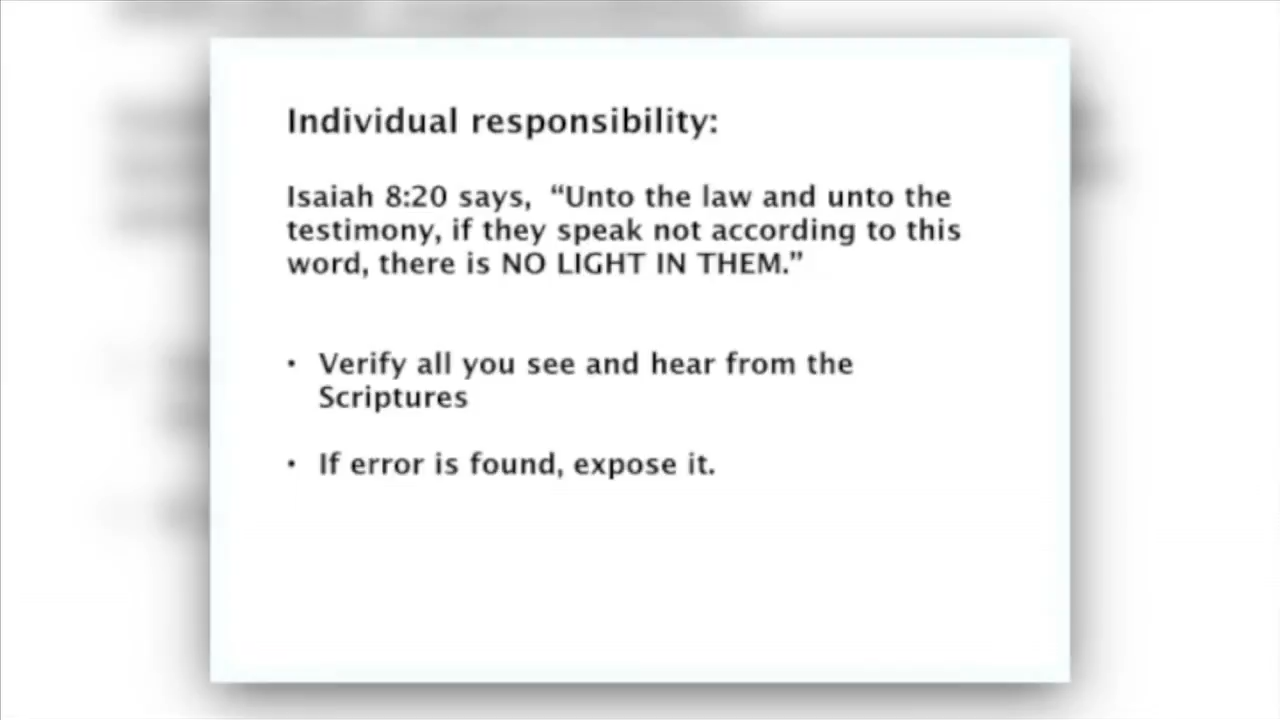 Individual responsibility:
Isaiah 8:20 says, “Unto the law and unto the
testimony, if they speak not according to this
word, there is NO LIGHT IN THEM.”
• Verify all you see and hear from the
Scriptures
• If error is found, expose it.